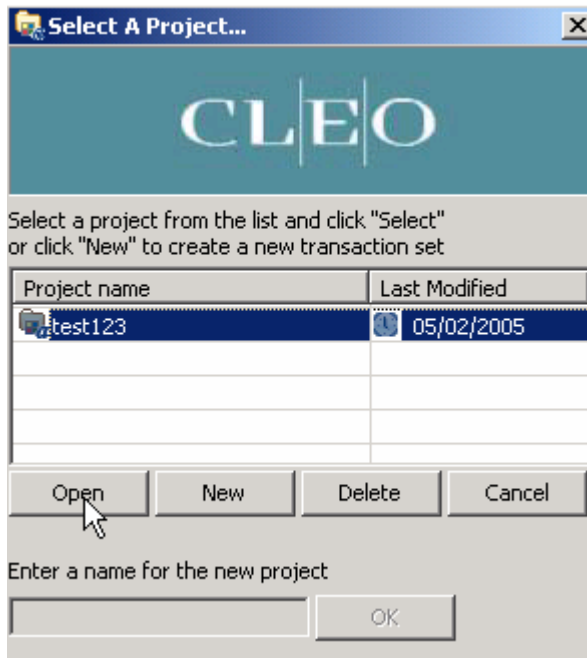 Select A Project...
CLEO
Select a project from the list and click "Select"
or click "New" to create a new transaction set
Project name Last Modified
test123 05/02/2005
Open New Delete Cancel
Enter a name for the new project
OK